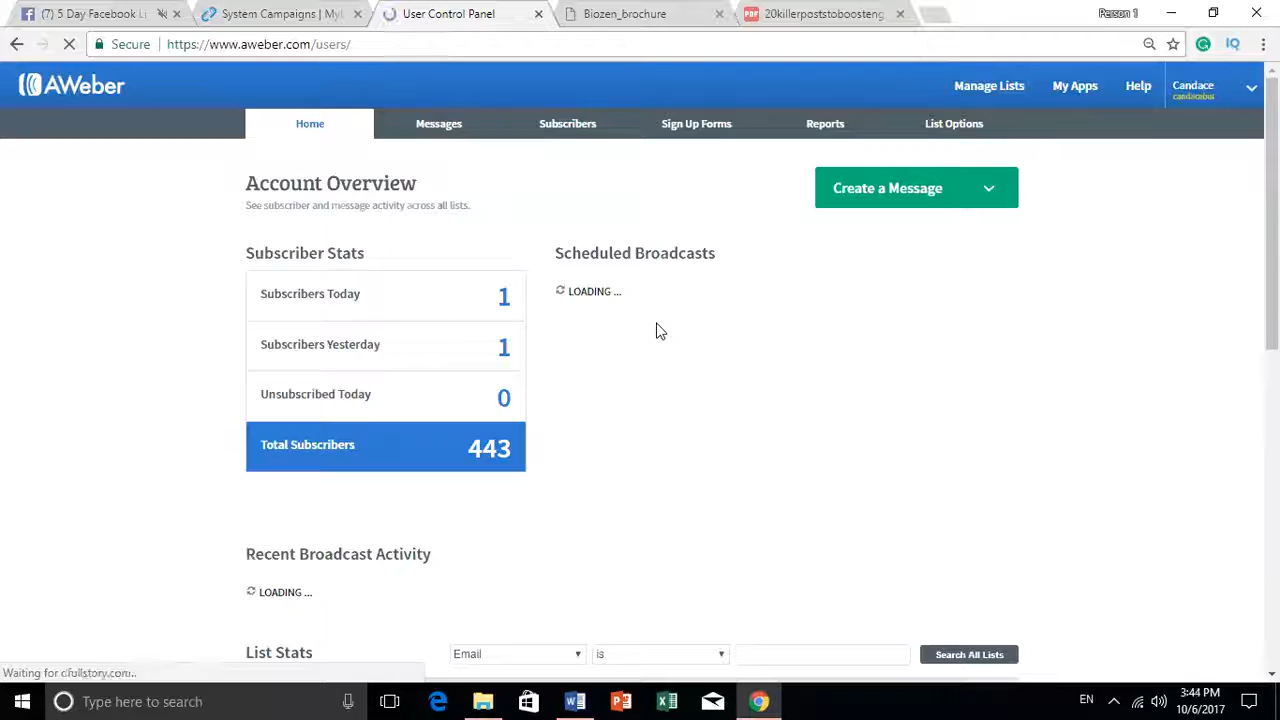 (7) 5 Day Facebook Li
System Campaigns | My
User Control Panel
Biozen_brochure
PDF
20killerpoststoboosteng
Person 1
Secure
https://www.aweber.com/users/
AWeber
Manage Lists
My Apps
Help
Candace
Home
Messages
Subscribers
Sign Up Forms
Reports
List Options
Account Overview
See subscriber and message activity across all lists.
Create a Message
Subscriber Stats
Subscribers Today 1
Subscribers Yesterday 1
Unsubscribed Today 0
Total Subscribers 443
Scheduled Broadcasts
LOADING ...
Recent Broadcast Activity
LOADING ...
List Stats
Email
is
Search All Lists
Waiting for d.fullstory.com...
Type here to search
EN
3:44 PM
10/6/2017